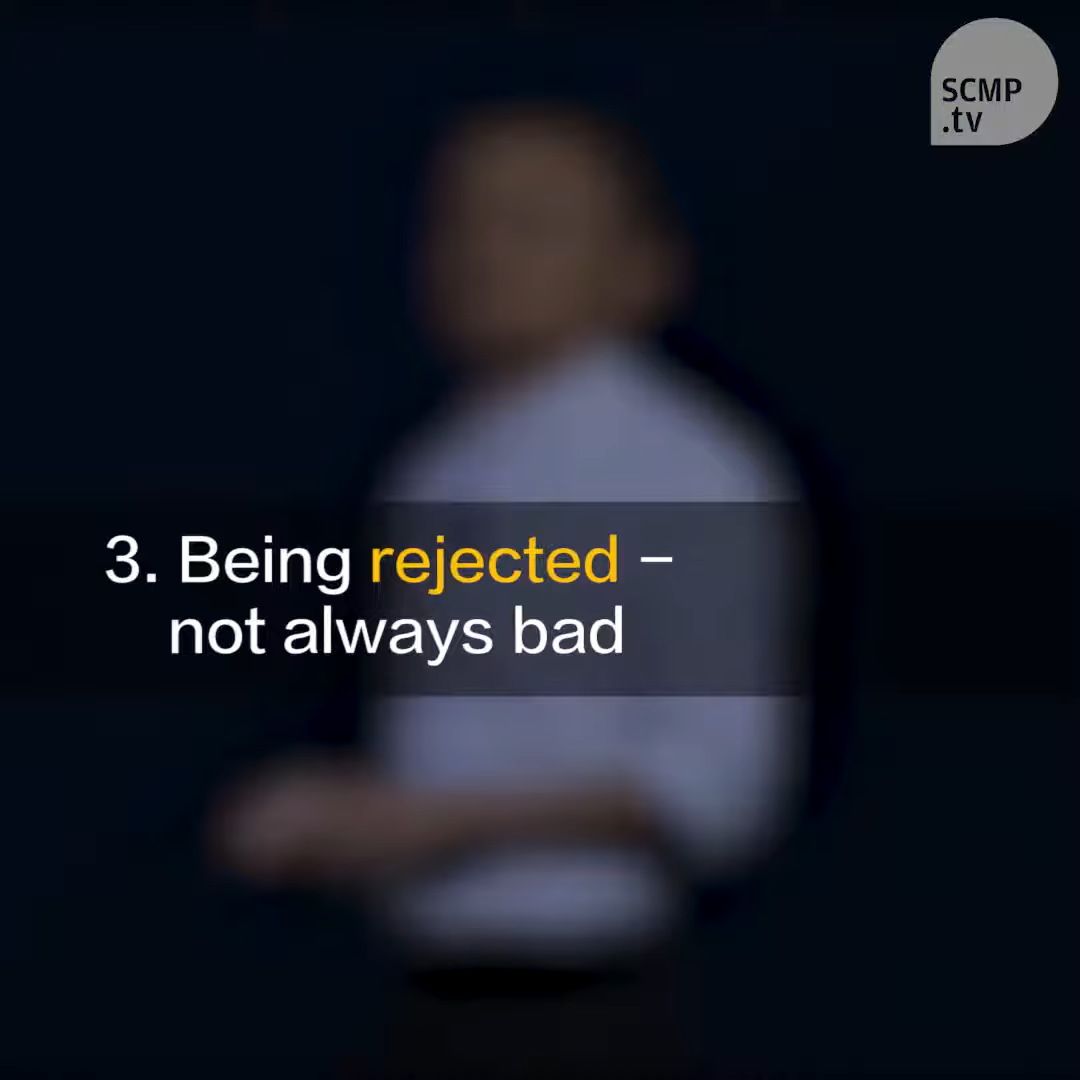 SCMP
.tv
3. Being rejected –
not always bad